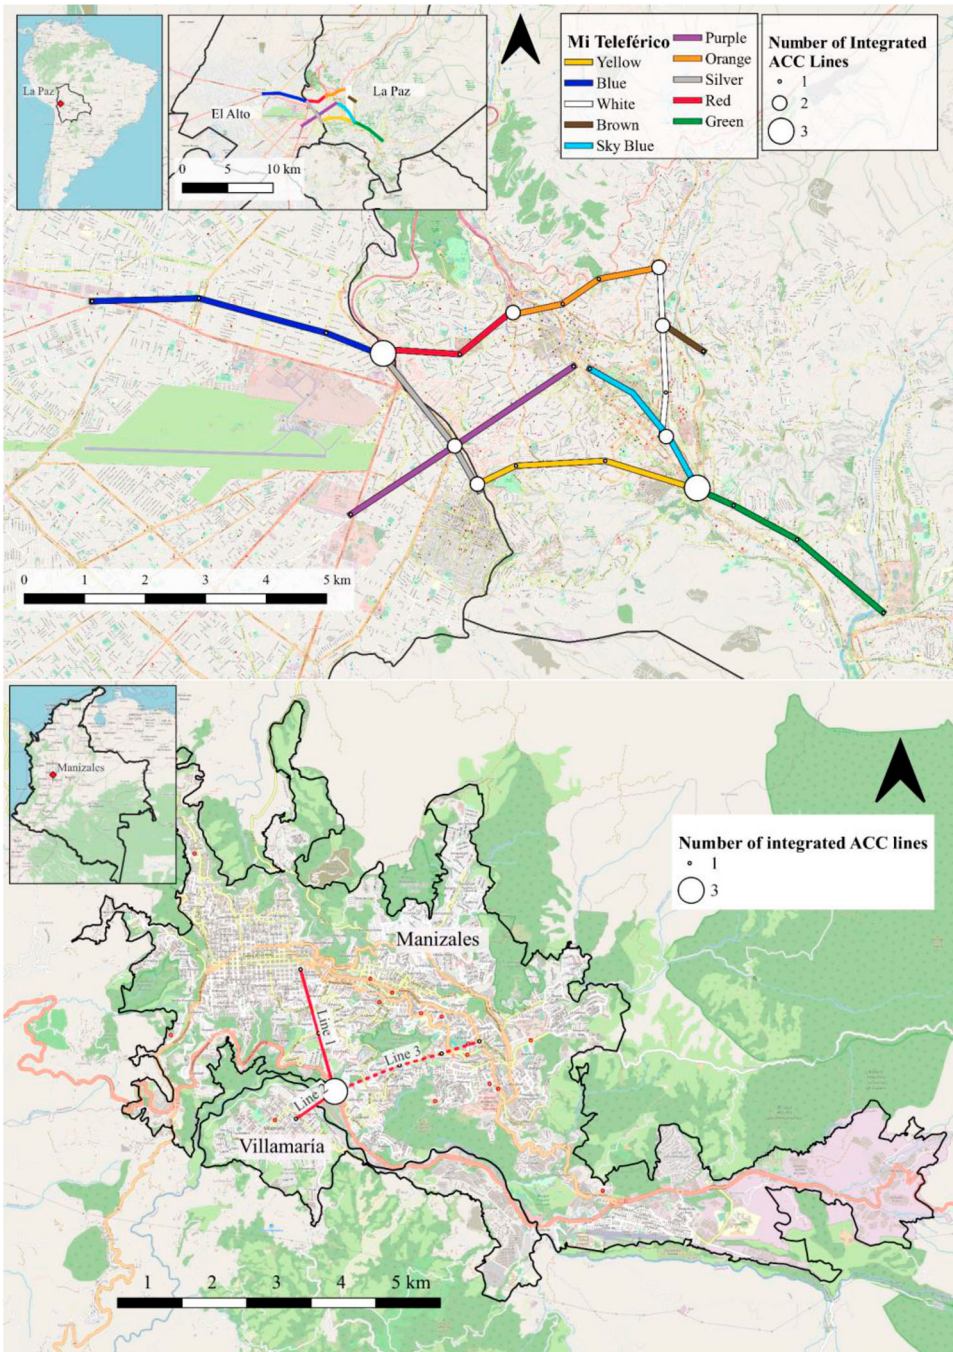 La Paz
El Alto
La Paz
0 5 10 km
Mi Teleférico
Yellow
Blue
White
Brown
Sky Blue
Purple
Orange
Silver
Red
Green
Number of Integrated
ACC Lines
1
2
3
0 1 2 3 4 5 km
Manizales
Number of integrated ACC lines
1
3
Manizales
Line 1
Line 3
Line 2
Villamaría
1 2 3 4 5 km